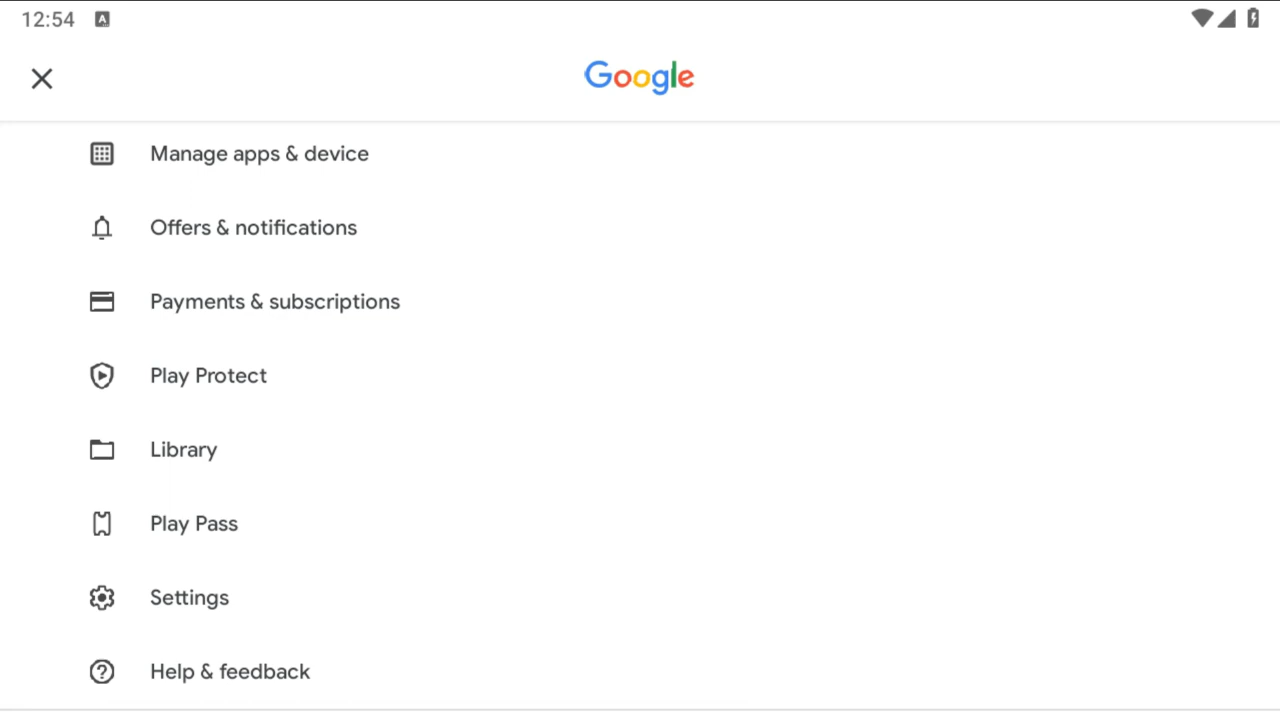 12:54
Google
Manage apps & device
Offers & notifications
Payments & subscriptions
Play Protect
Library
Play Pass
Settings
Help & feedback